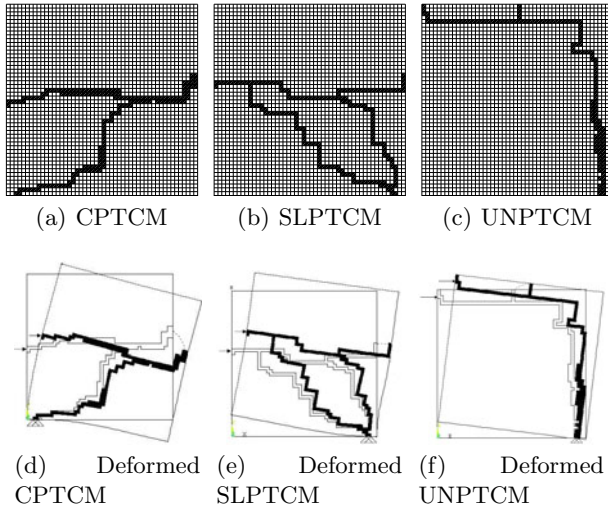 (a) CPTCM
(b) SLPTCM
(c) UNPTCM
(d) Deformed
CPTCM
(e) Deformed
SLPTCM
(f) Deformed
UNPTCM